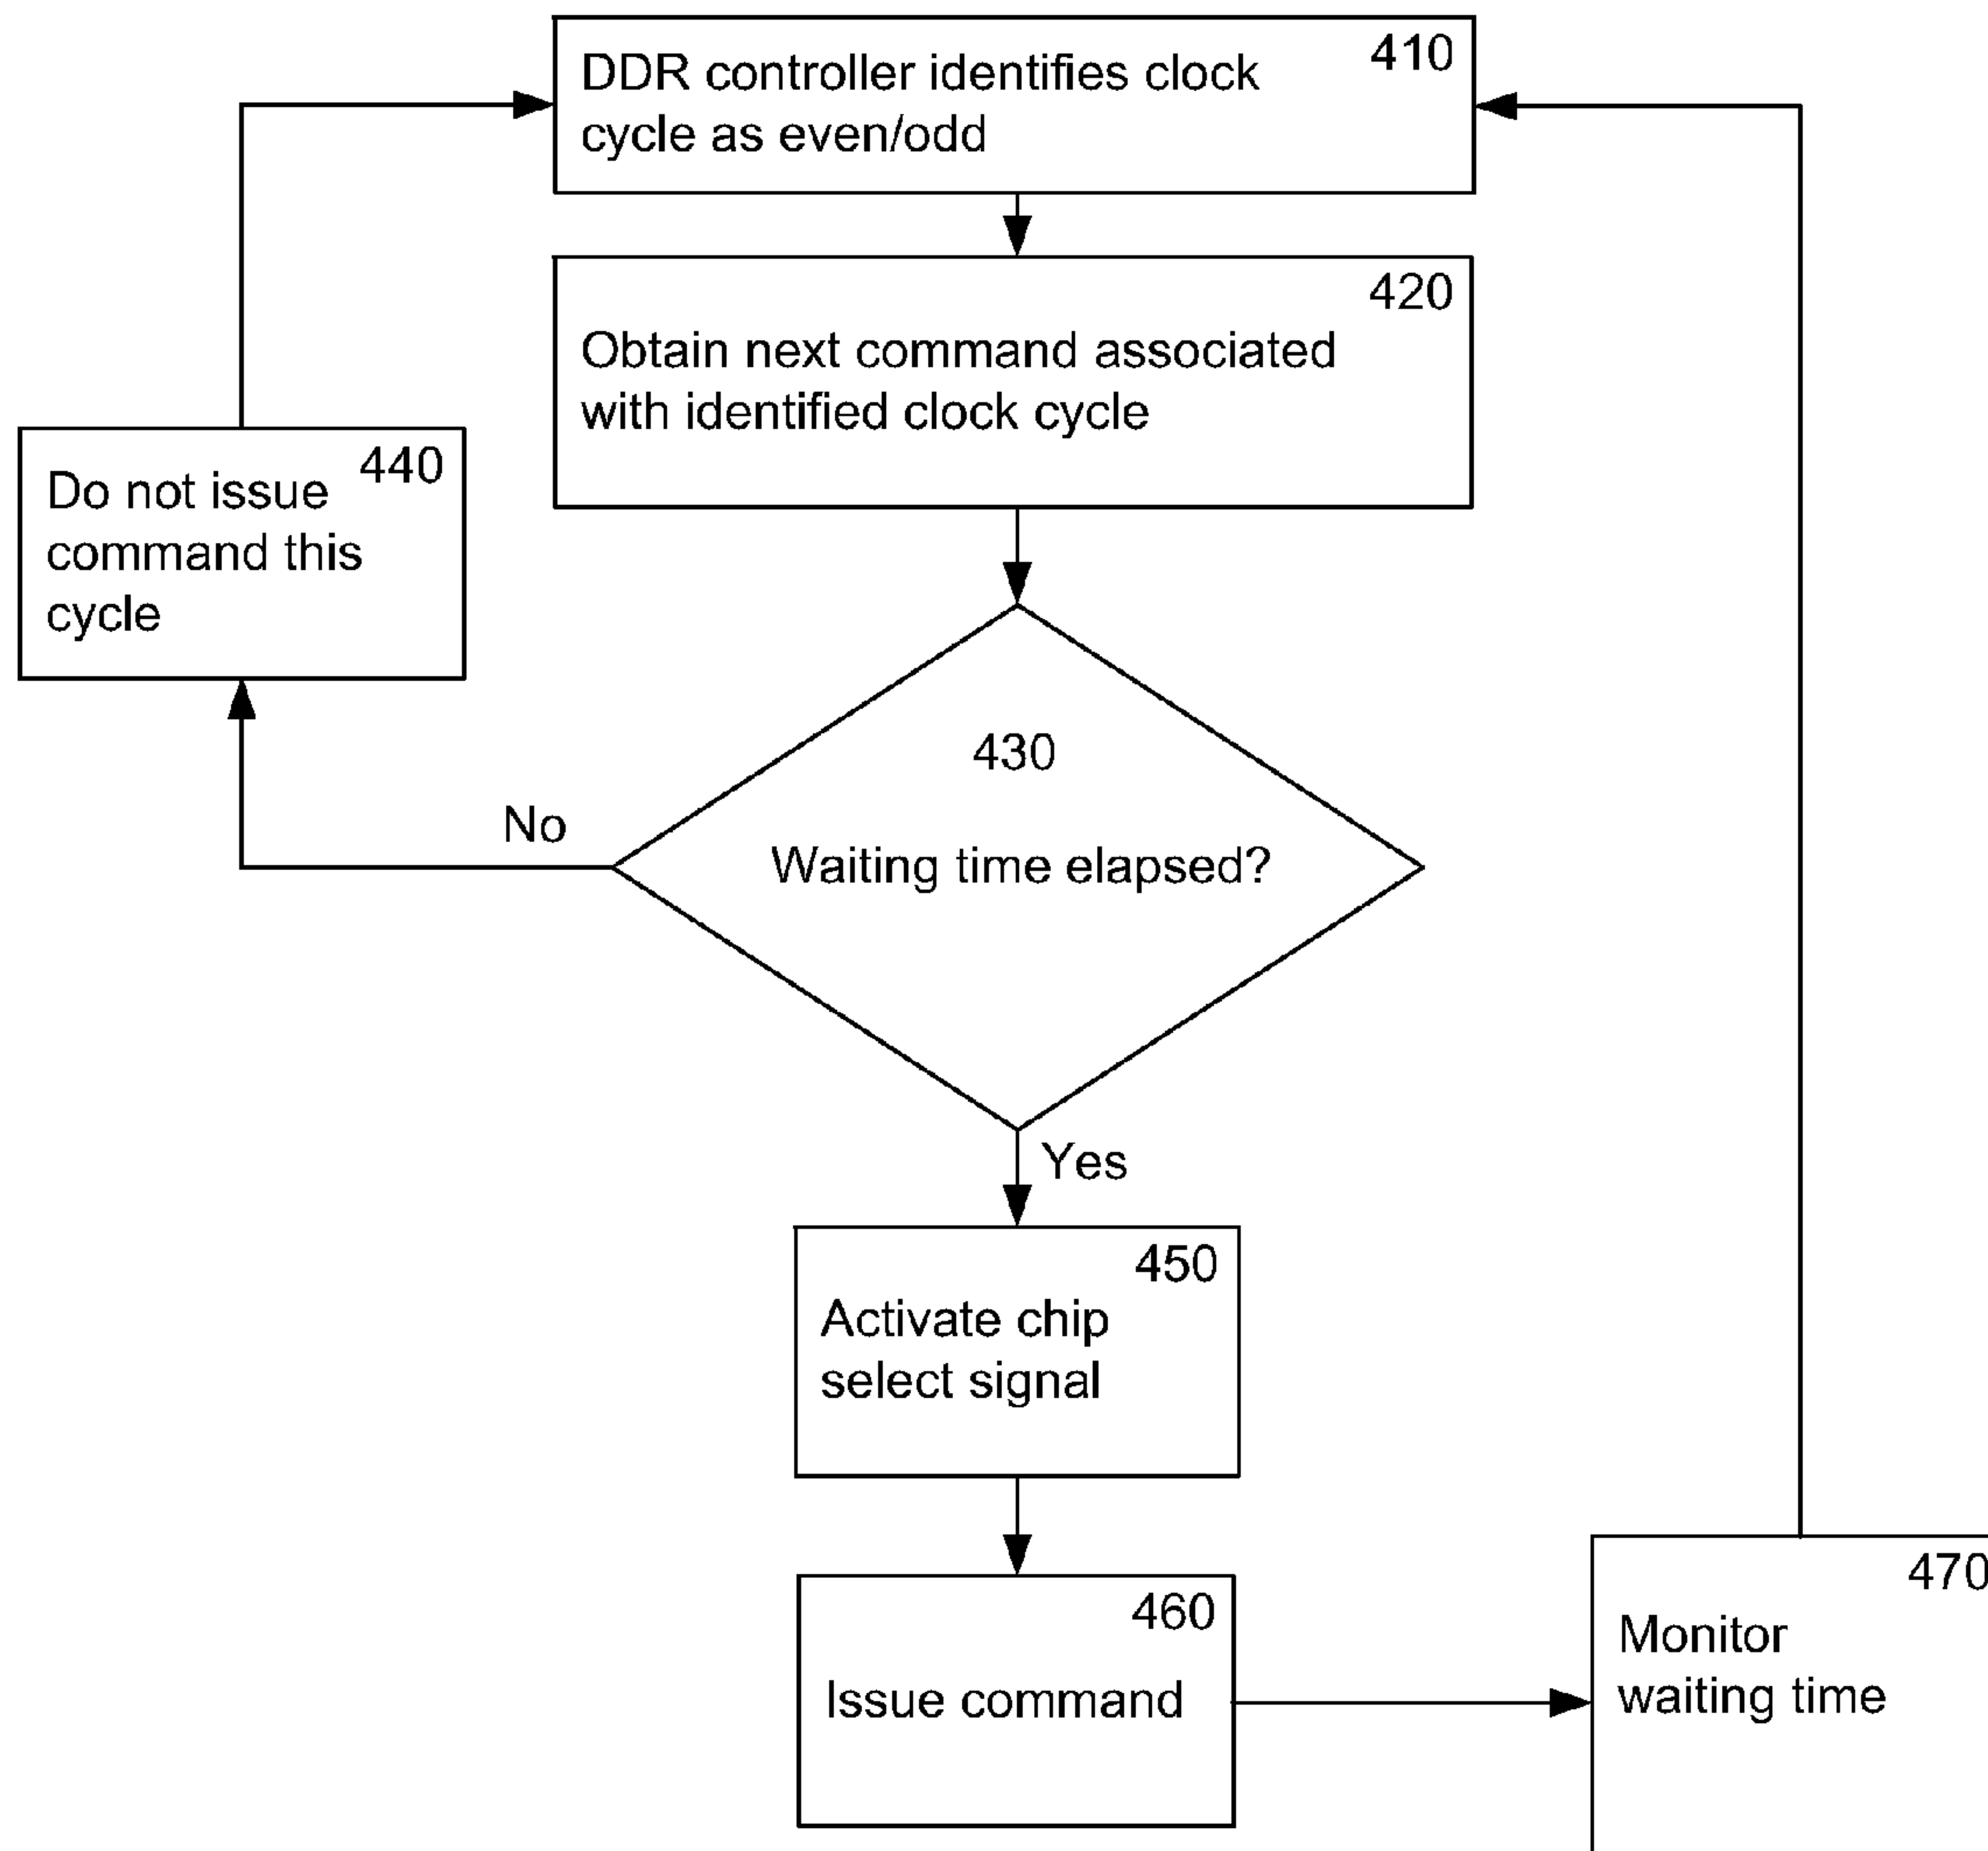 410
DDR controller identifies clock
cycle as even/odd
420
Obtain next command associated
with identified clock cycle
440
Do not issue
command this
cycle
430
Waiting time elapsed?
No
Yes
450
Activate chip
select signal
460
Issue command
470
Monitor
waiting time